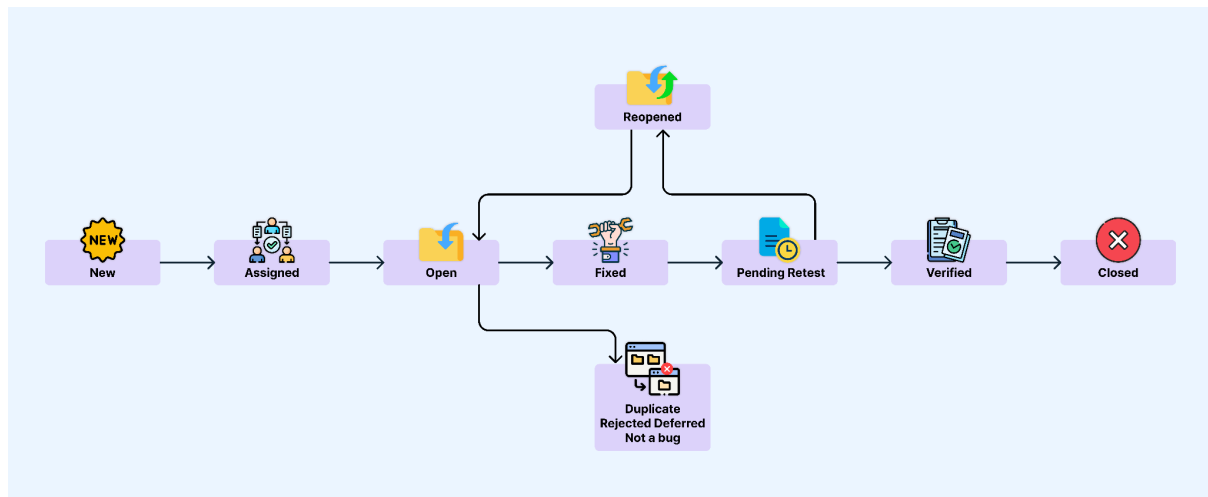 Reopened
NEW
New
Assigned
Open
Fixed
Pending Retest
Verified
Closed
Duplicate
Rejected Deferred
Not a bug